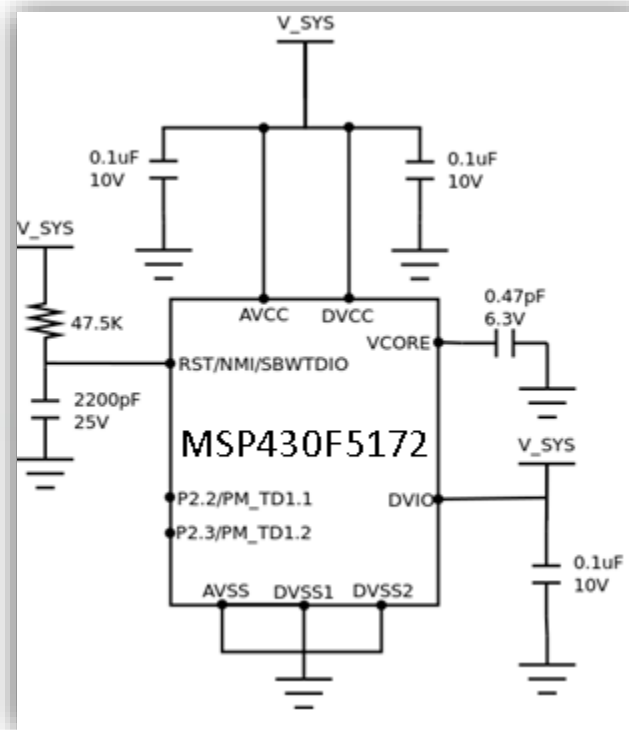 V_SYS
0.1uF
10V
0.1uF
10V
V_SYS
47.5K
AVCC
DVCC
0.47pF
6.3V
VCORE
RST/NMI/SBWTDIO
2200pF
25V
MSP430F5172
V_SYS
P2.2/PM_TD1.1
DVIO
P2.3/PM_TD1.2
0.1uF
10V
AVSS
DVSS1
DVSS2